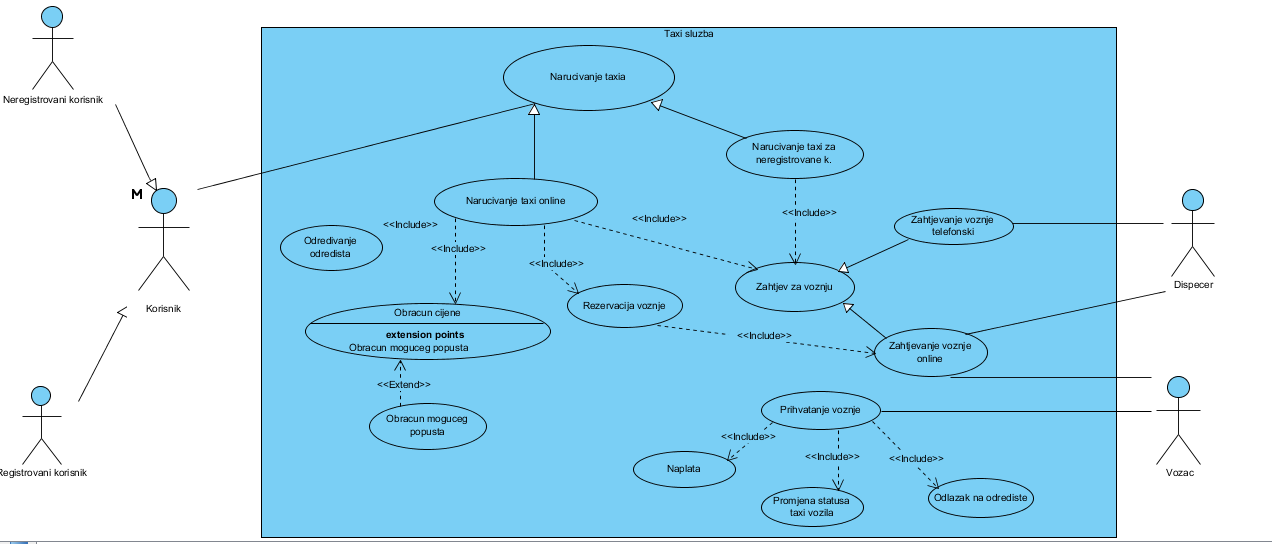 Taxi sluzba
Neregistrovani korisnik
Narucivanje taxia
Narucivanje taxi za
neregistrovane k.
M
Korisnik
Narucivanje taxi online
<<Include>>
<<Include>>
<<Include>>
<<Include>>
<<Include>>
Odredivanje
odredista
Zahtjevanje voznje
telefonski
Dispecer
Zahtjev za voznju
Rezervacija voznje
<<Include>>
Obracun cijene
extension points
Obracun moguceg popusta
Zahtjevanje voznje
online
<<Extend>>
Obracun moguceg
popusta
Prihvatanje voznje
<<Include>>
<<Include>>
<<Include>>
Naplata
Promjena statusa
taxi vozila
Odlazak na odrediste
Registrovani korisnik
Vozac